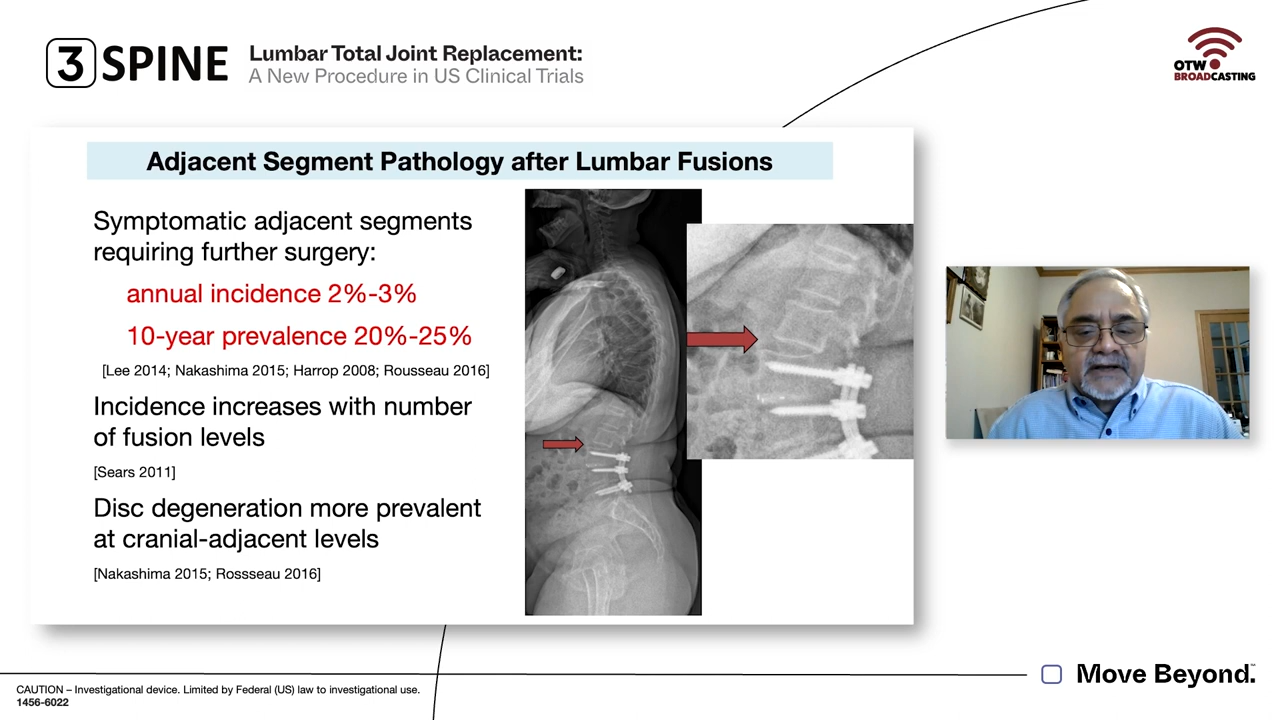 3 SPINE
Lumbar Total Joint Replacement:
A New Procedure in US Clinical Trials
OTW
BROADCASTING
Adjacent Segment Pathology after Lumbar Fusions
Symptomatic adjacent segments
requiring further surgery:
annual incidence 2%-3%
10-year prevalence 20%-25%
[Lee 2014; Nakashima 2015; Harrop 2008; Rousseau 2016]
Incidence increases with number
of fusion levels
[Sears 2011]
Disc degeneration more prevalent
at cranial-adjacent levels
[Nakashima 2015; Rossseau 2016]
CAUTION – Investigational device. Limited by Federal (US) law to investigational use.
1456-6022
Move Beyond.™